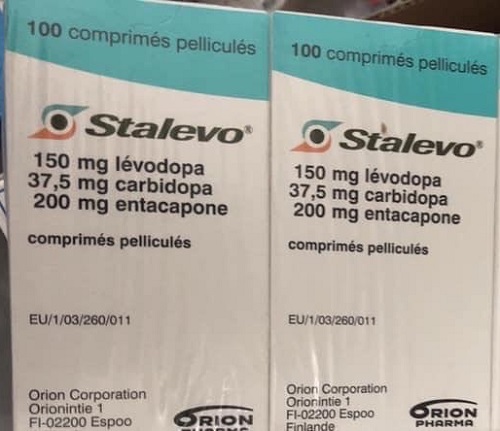 100 comprimés pelliculés
Stalevo®
150 mg lévodopa
37,5 mg carbidopa
200 mg entacapone
comprimés pelliculés
EU/1/03/260/011
Orion Corporation
Orionintie 1
FI-02200 Espoo
ORION
PHARMA
100 comprimés pelliculés
Stalevo®
150 mg lévodopa
37,5 mg carbidopa
200 mg entacapone
comprimés pelliculés
EU/1/03/260/011
Orion Corporation
Orionintie 1
FI-02200 Espoo
Finlande
ORION
PHARMA